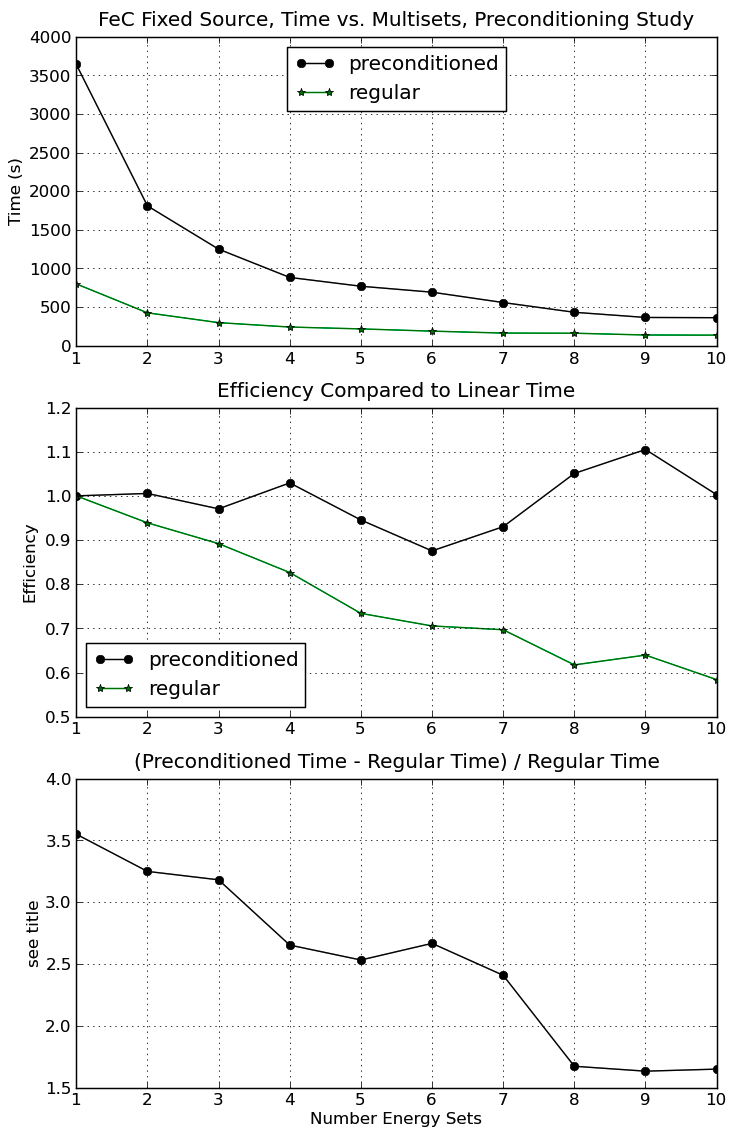 FeC Fixed Source, Time vs. Multisets, Preconditioning Study
4000
3500
3000
2500
2000
1500
1000
500
0
Time (s)
preconditioned
regular
1 2 3 4 5 6 7 8 9 10
Efficiency Compared to Linear Time
1.2
1.1
1.0
0.9
0.8
0.7
0.6
0.5
Efficiency
preconditioned
regular
1 2 3 4 5 6 7 8 9 10
(Preconditioned Time - Regular Time) / Regular Time
4.0
3.5
3.0
2.5
2.0
1.5
see title
1 2 3 4 5 6 7 8 9 10
Number Energy Sets